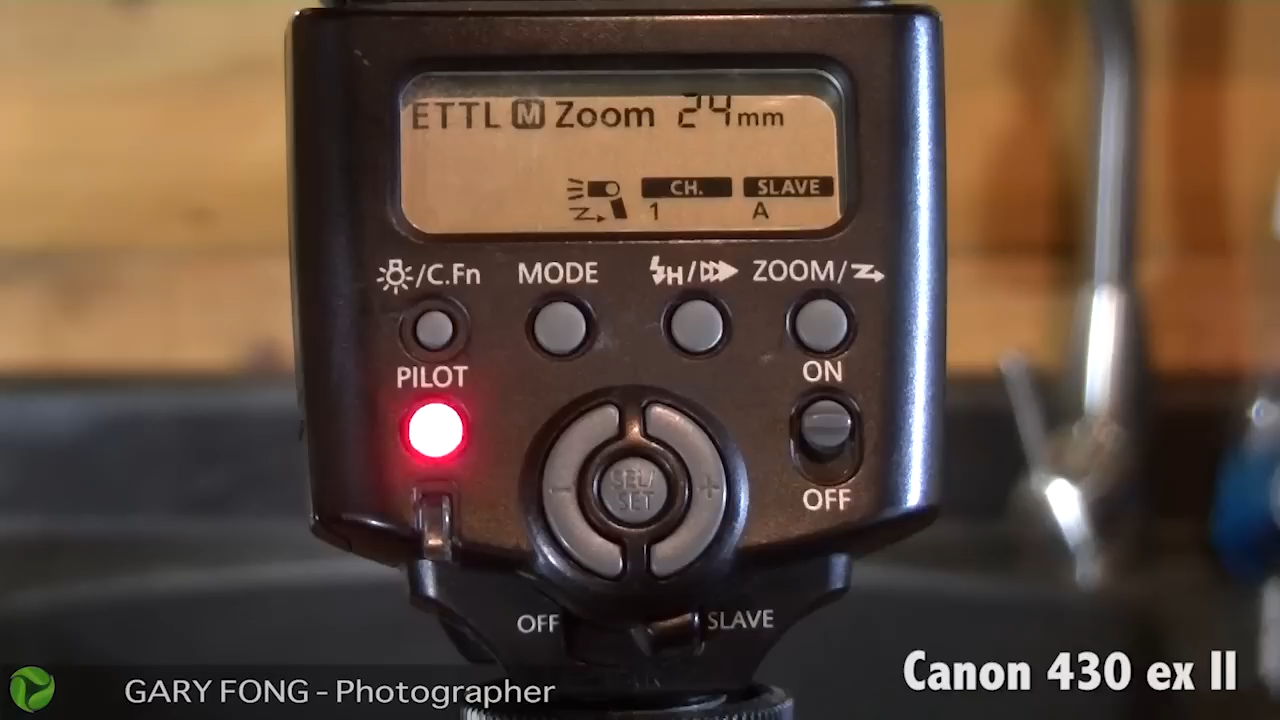 ETTL M Zoom 24mm
CH. SLAVE
1 A
/C.Fn MODE H/ ZOOM/
PILOT ON
- SEL/ +
SET
OFF
OFF SLAVE
Canon 430 ex II
GARY FONG - Photographer